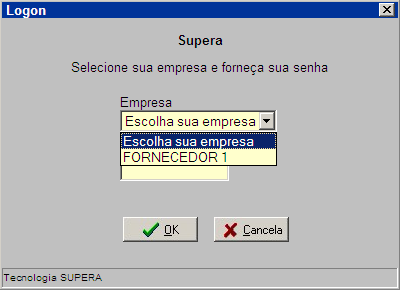 Logon
Supera
Selecione sua empresa e forneça sua senha
Empresa
Escolha sua empresa
Escolha sua empresa
FORNECEDOR 1
OK
Cancela
Tecnologia SUPERA